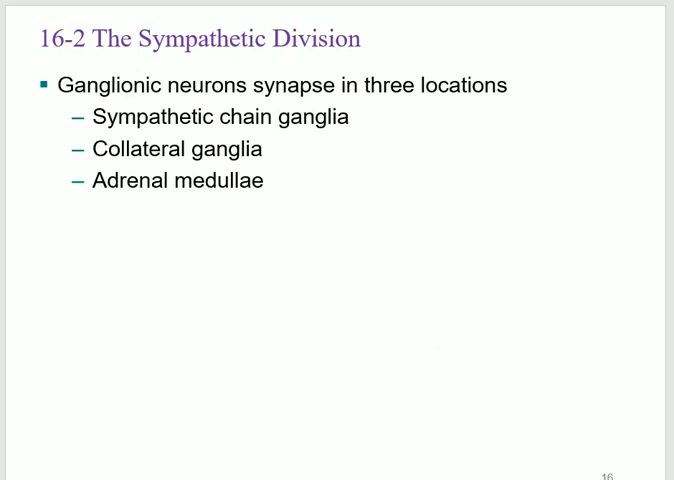 16-2 The Sympathetic Division
▪ Ganglionic neurons synapse in three locations
– Sympathetic chain ganglia
– Collateral ganglia
– Adrenal medullae
16